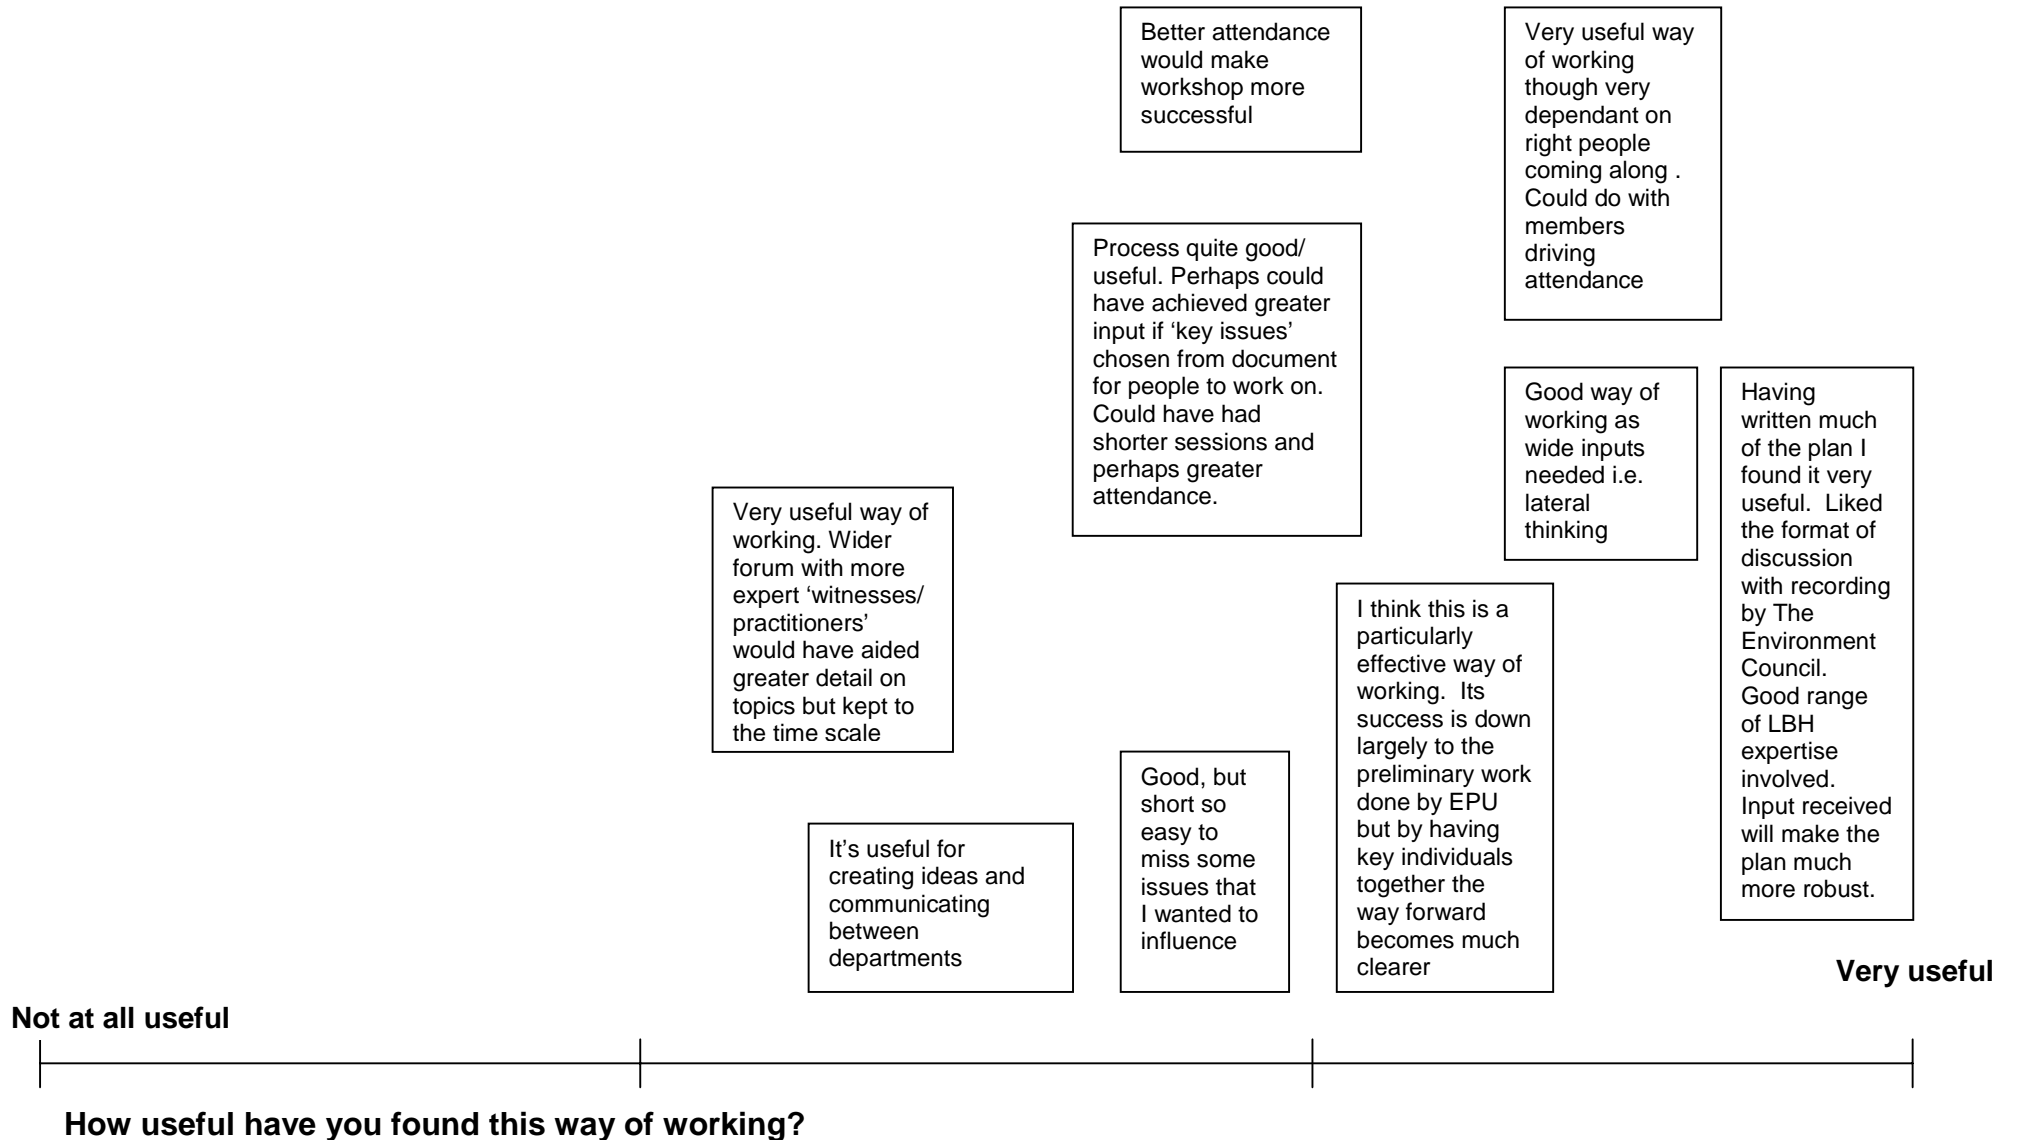 Better attendance
would make
workshop more
successful
Very useful way
of working
though very
dependant on
right people
coming along .
Could do with
members
driving
attendance
Process quite good/
useful. Perhaps could
have achieved greater
input if ‘key issues’
chosen from document
for people to work on.
Could have had
shorter sessions and
perhaps greater
attendance.
Good way of
working as
wide inputs
needed i.e.
lateral
thinking
Having
written much
of the plan I
found it very
useful.  Liked
the format of
discussion
with recording
by The
Environment
Council.
Good range
of LBH
expertise
involved.
Input received
will make the
plan much
more robust.
Very useful way of
working. Wider
forum with more
expert ‘witnesses/
practitioners’
would have aided
greater detail on
topics but kept to
the time scale
I think this is a
particularly
effective way of
working.  Its
success is down
largely to the
preliminary work
done by EPU
but by having
key individuals
together the
way forward
becomes much
clearer
Good, but
short so
easy to
miss some
issues that
I wanted to
influence
It’s useful for
creating ideas and
communicating
between
departments
Very useful
Not at all useful
How useful have you found this way of working?